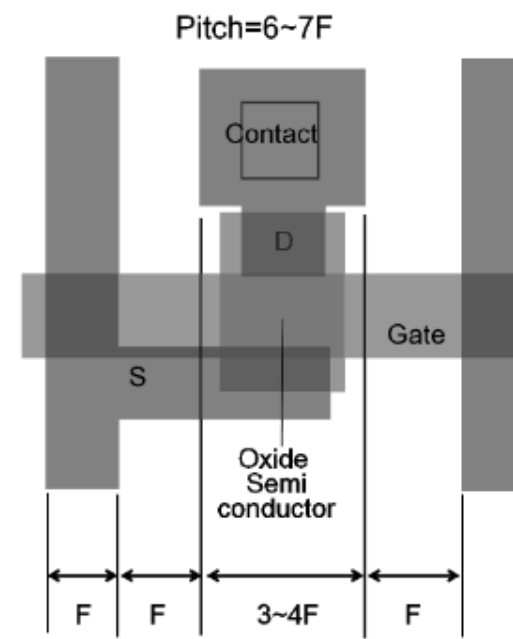 Pitch=6~7F
Contact
D
Gate
S
Oxide
Semi
conductor
F
F
3~4F
F